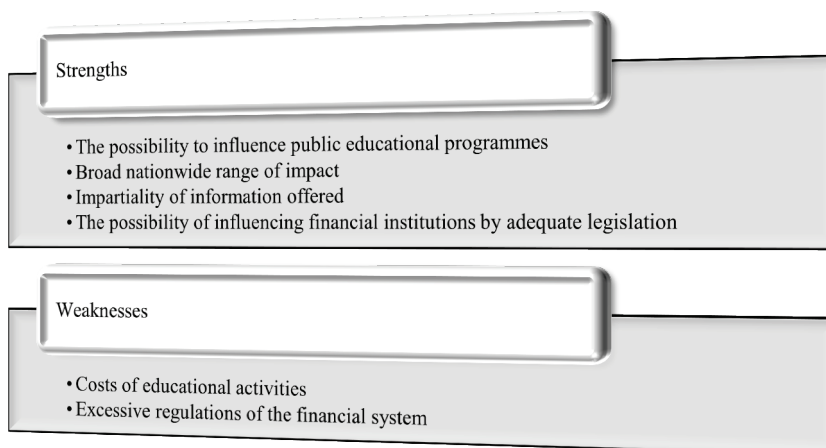 Strengths
• The possibility to influence public educational programmes
• Broad nationwide range of impact
• Impartiality of information offered
• The possibility of influencing financial institutions by adequate legislation
Weaknesses
• Costs of educational activities
• Excessive regulations of the financial system